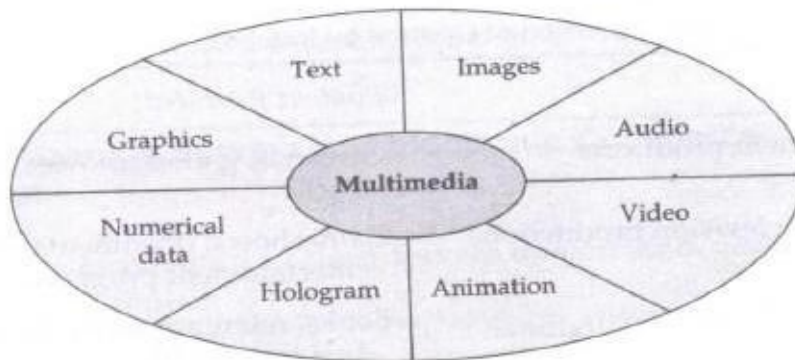 Text
Images
Graphics
Audio
Multimedia
Numerical
data
Video
Hologram
Animation